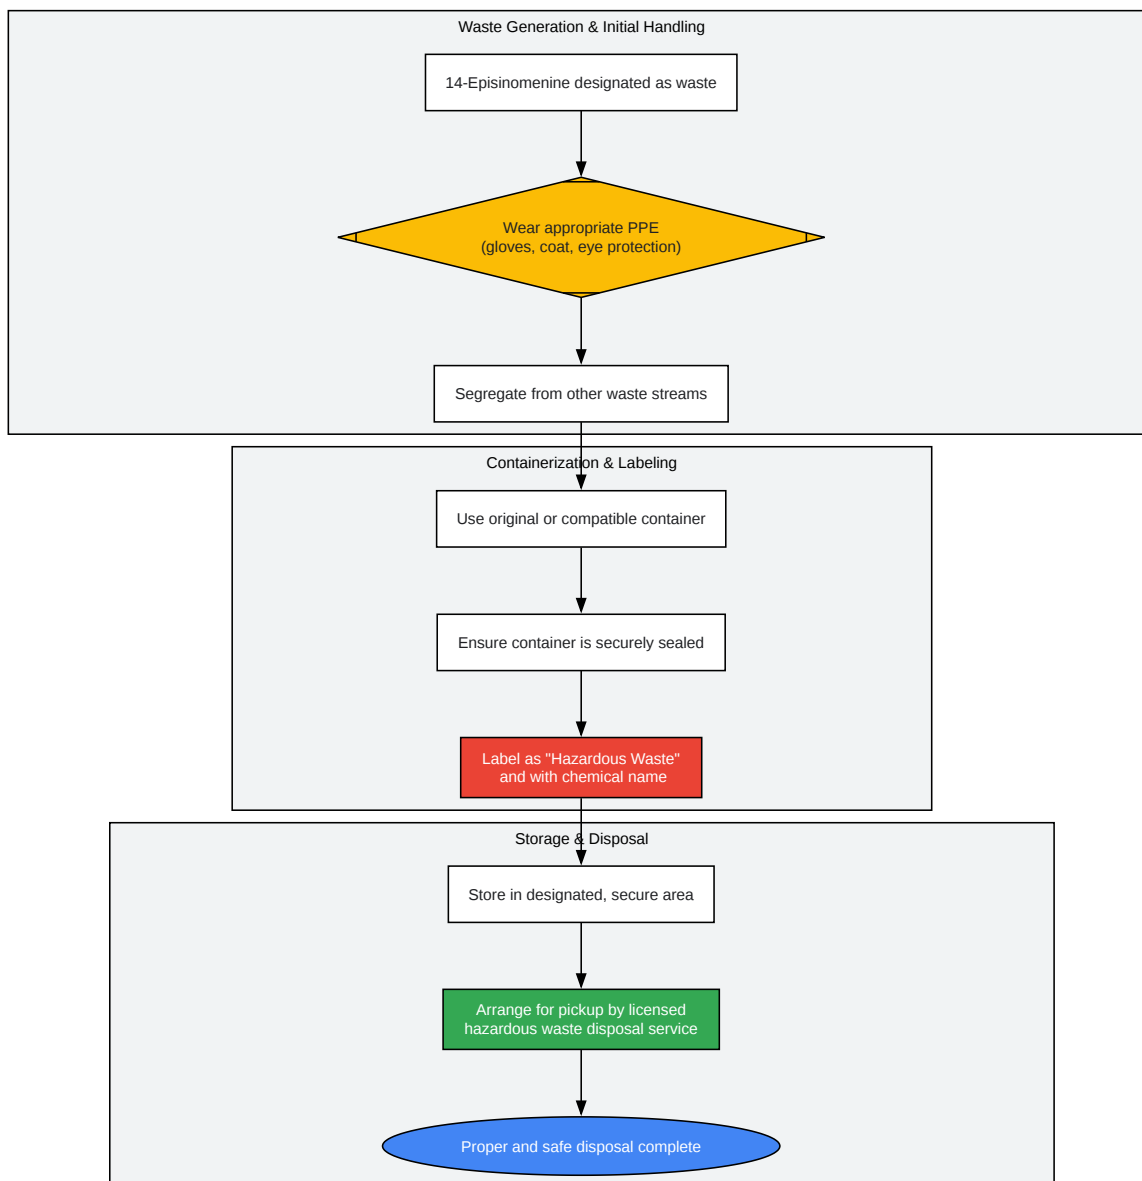 Waste Generation & Initial Handling
14-Episinomenine designated as waste
Wear appropriate PPE
(gloves, coat, eye protection)
Segregate from other waste streams
Containerization & Labeling
Use original or compatible container
Ensure container is securely sealed
Label as "Hazardous Waste"
and with chemical name
Storage & Disposal
Store in designated, secure area
Arrange for pickup by licensed
hazardous waste disposal service
Proper and safe disposal complete